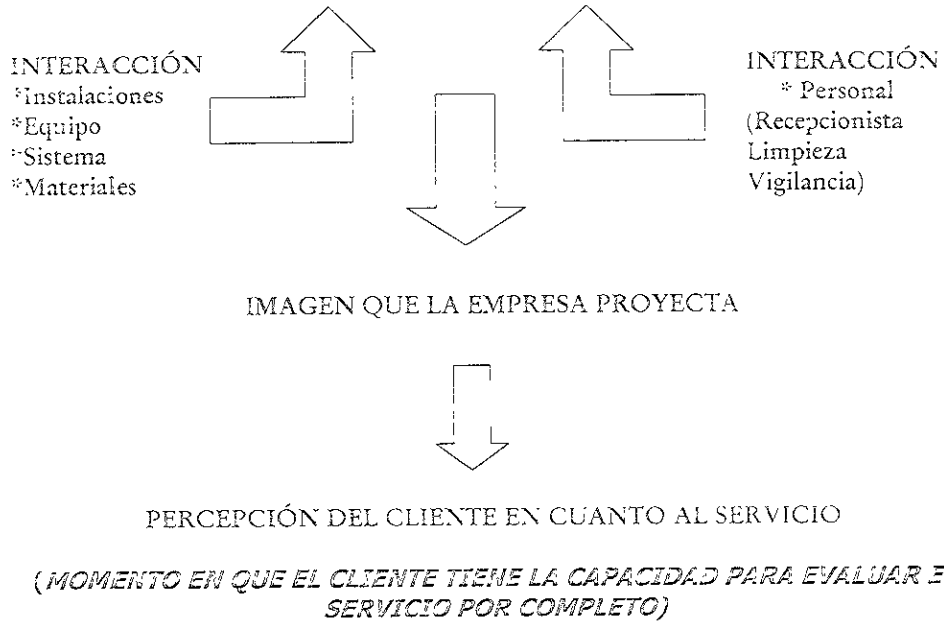 INTERACCIÓN
*Instalaciones
*Equipo
*Sistema
*Materiales
INTERACCIÓN
* Personal
(Recepcionista
Limpieza
Vigilancia)
IMAGEN QUE LA EMPRESA PROYECTA
PERCEPCIÓN DEL CLIENTE EN CUANTO AL SERVICIO
(MOMENTO EN QUE EL CLIENTE TIENE LA CAPACIDAD PARA EVALUAR
SERVICIO POR COMPLETO)